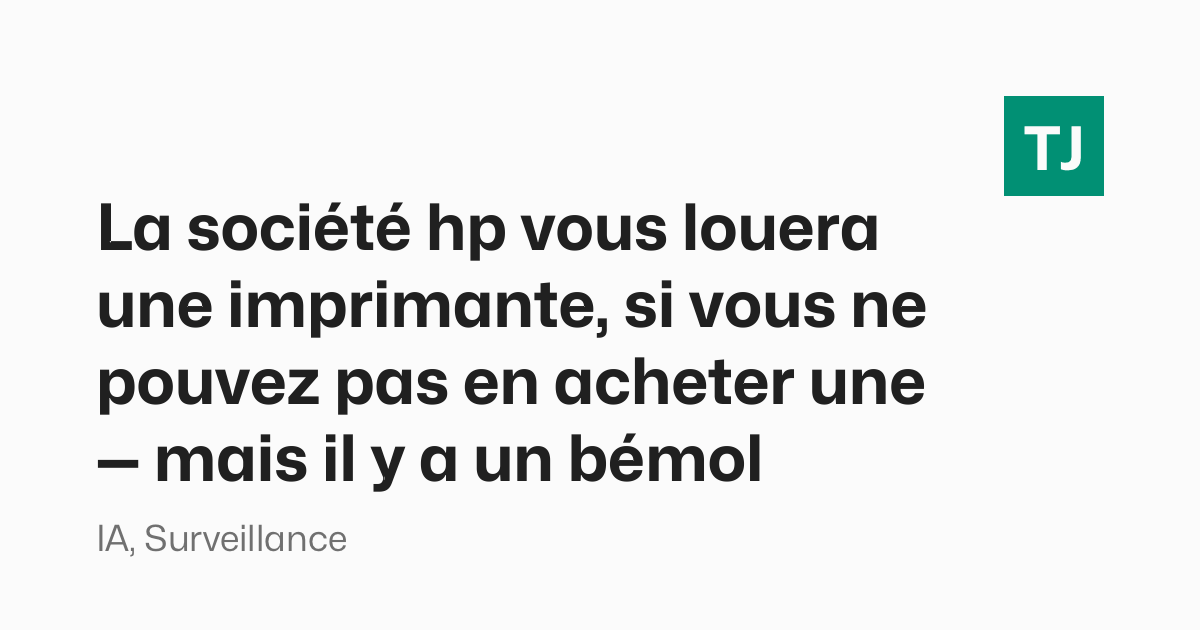 TJ
La société hp vous louera
une imprimante, si vous ne
pouvez pas en acheter une
— mais il y a un bémol
IA, Surveillance